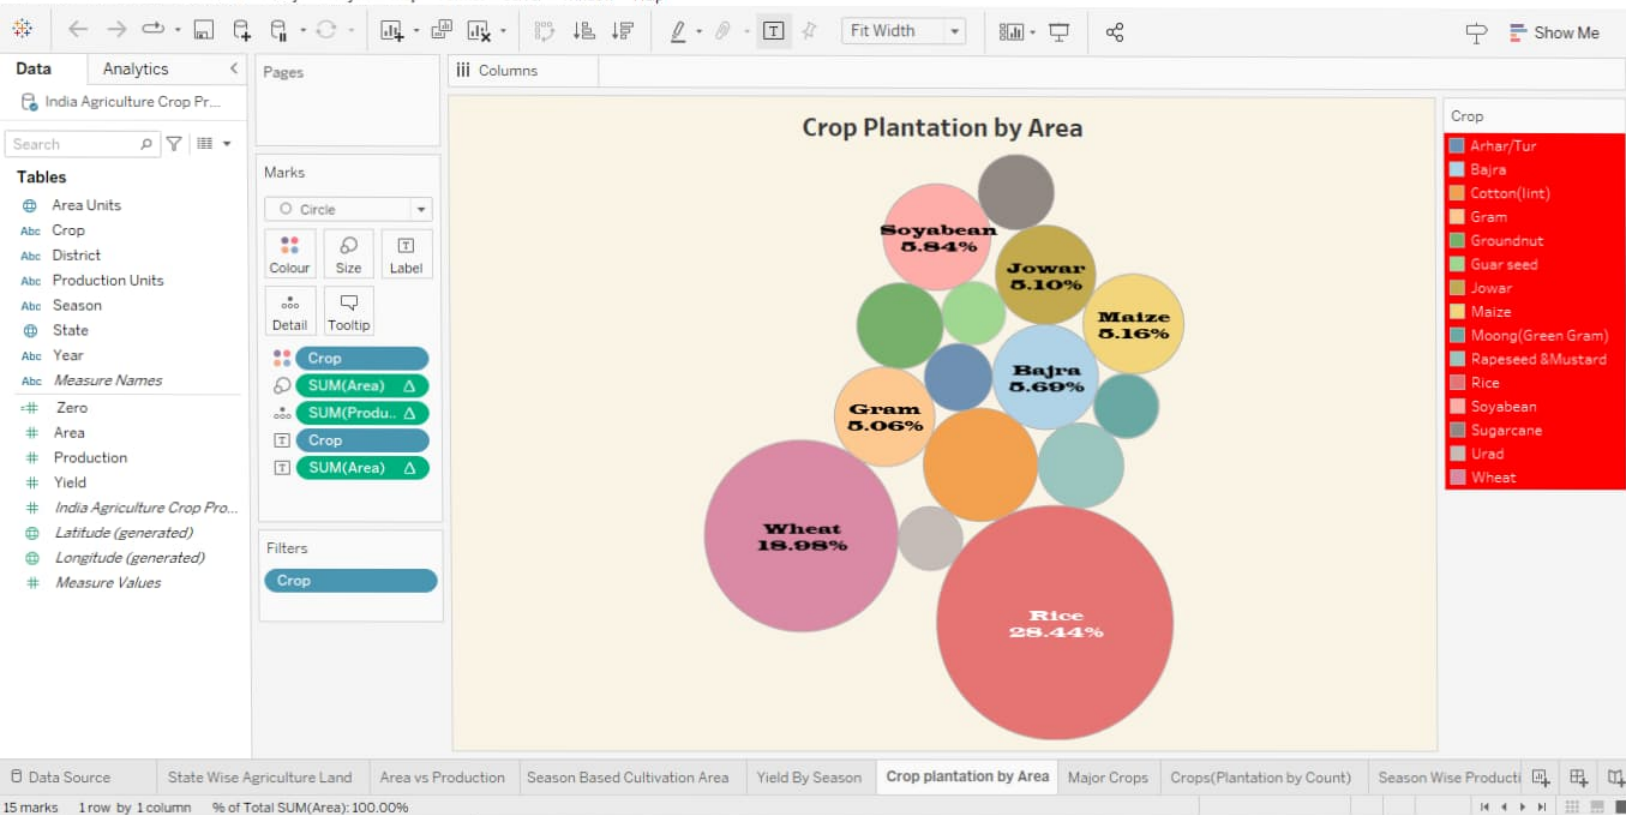 Fit Width
Show Me
Data
Analytics
Pages
Columns
India Agriculture Crop Pr...
Search
Tables
Area Units
Abc Crop
Abc District
Abc Production Units
Abc Season
State
Abc Year
Abc Measure Names
=# Zero
# Area
# Production
# Yield
# India Agriculture Crop Pro...
Latitude (generated)
Longitude (generated)
# Measure Values
Marks
Circle
Colour
Size
Label
Detail
Tooltip
Crop
SUM(Area) Δ
SUM(Produ.. Δ
Crop
SUM(Area) Δ
Filters
Crop
Crop Plantation by Area
Soyabean
5.84%
Jowar
5.10%
Maize
5.16%
Bajra
5.69%
Gram
5.06%
Wheat
18.98%
Rice
28.44%
Crop
Arhar/Tur
Bajra
Cotton(lint)
Gram
Groundnut
Guar seed
Jowar
Maize
Moong(Green Gram)
Rapeseed &Mustard
Rice
Soyabean
Sugarcane
Urad
Wheat
Data Source
State Wise Agriculture Land
Area vs Production
Season Based Cultivation Area
Yield By Season
Crop plantation by Area
Major Crops
Crops(Plantation by Count)
Season Wise Producti
15 marks 1 row by 1 column % of Total SUM(Area): 100.00%